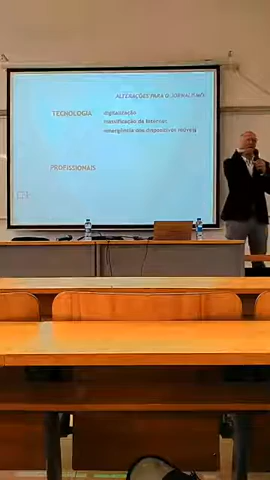 ALTERAÇÕES PARA O JORNALISMO
TECNOLOGIA
digitalização
massificação da Internet
emergência dos dispositivos móveis
PROFISSIONAIS